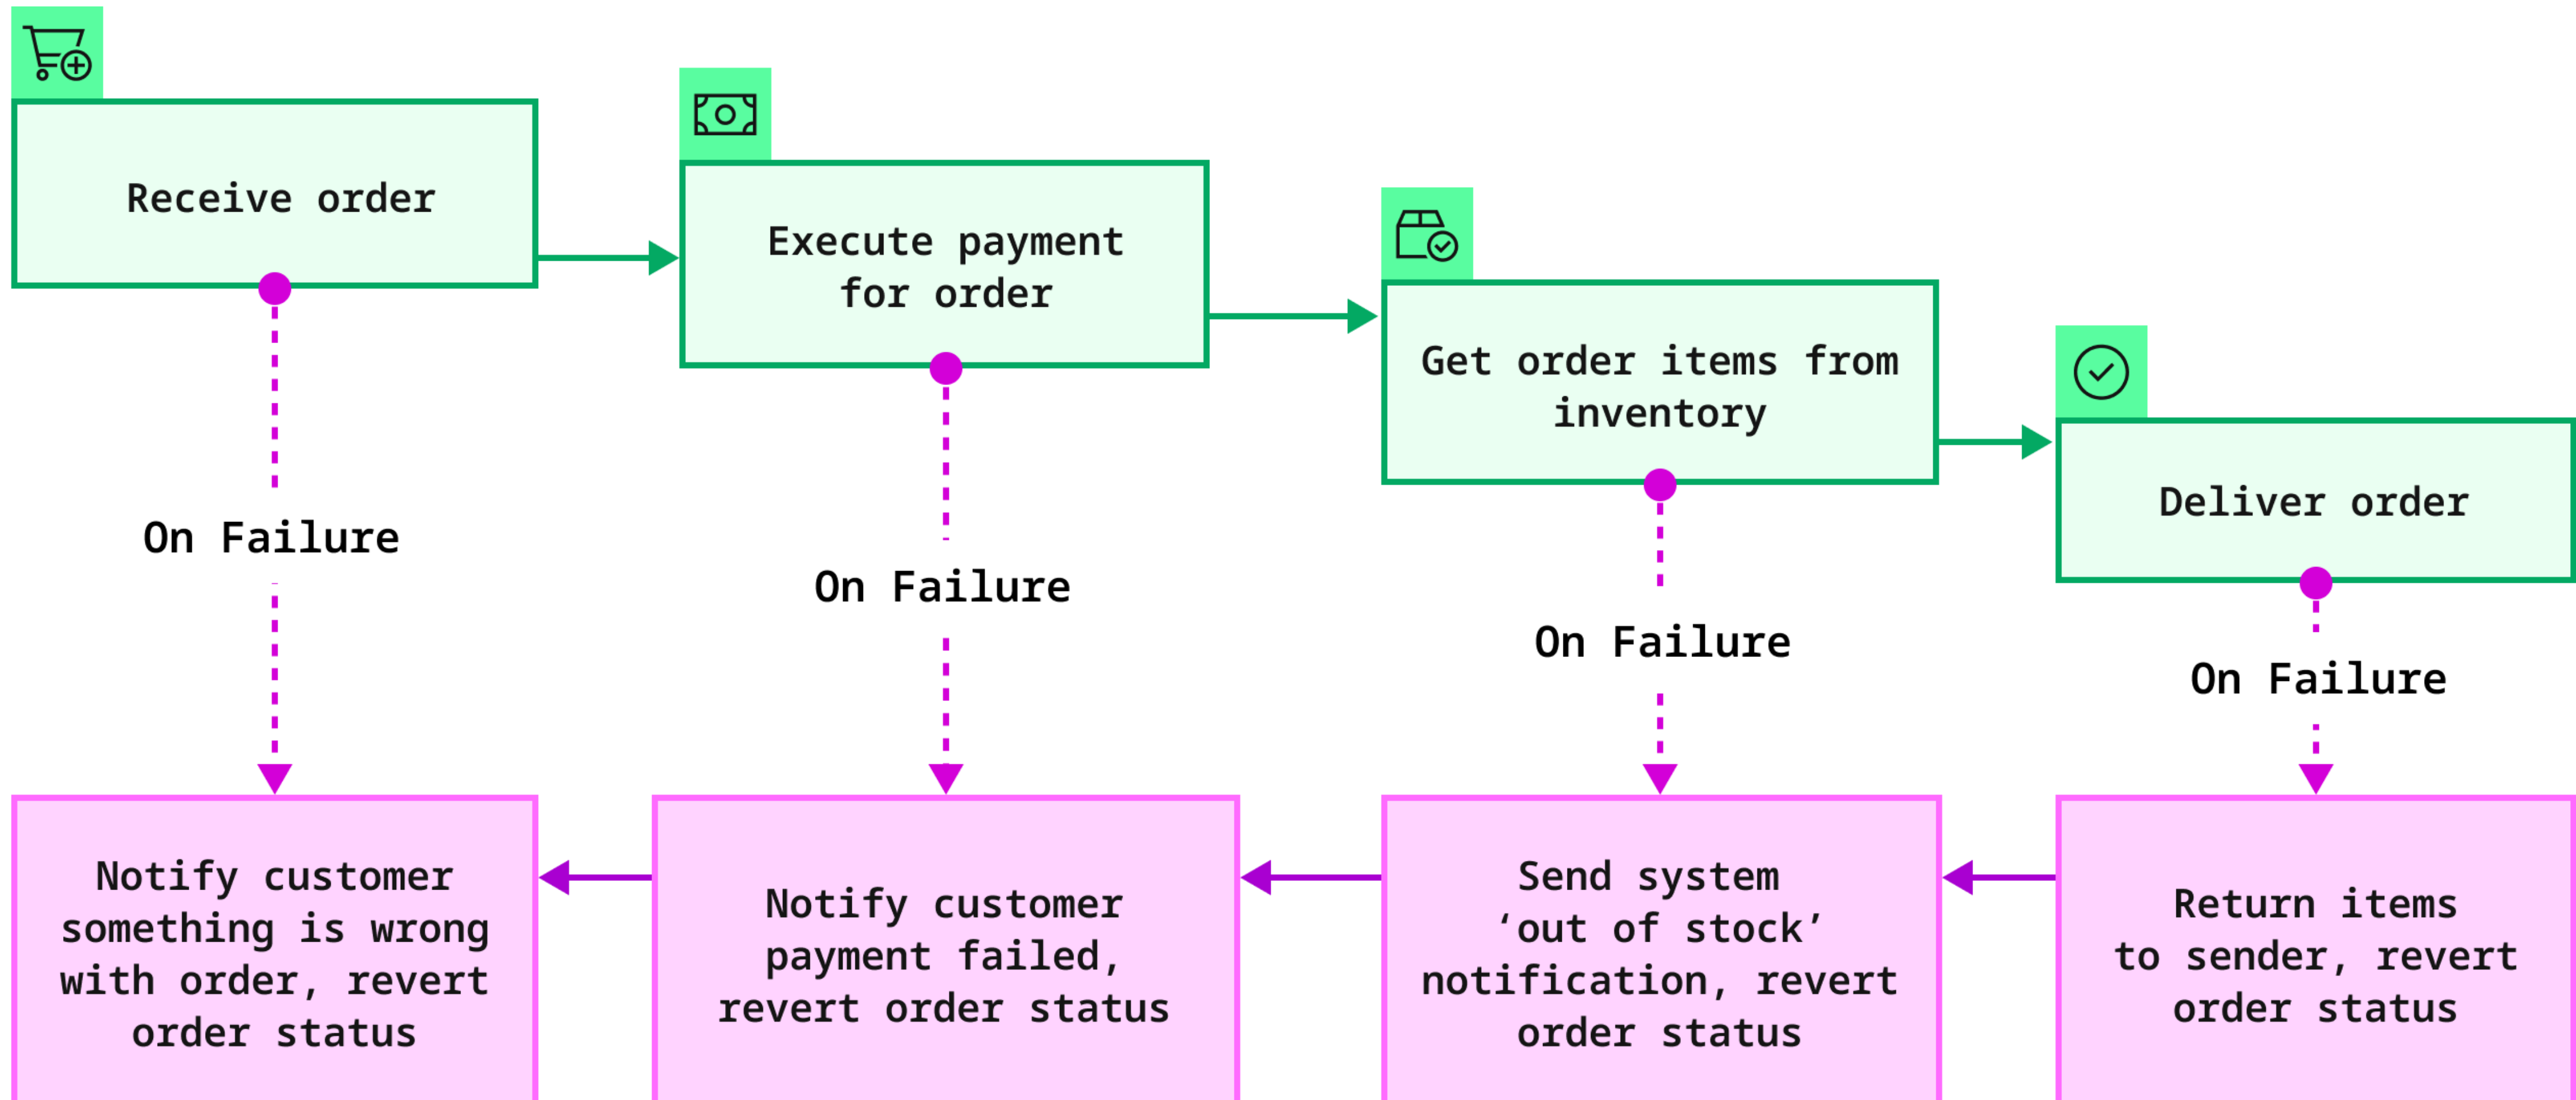 Receive order
Execute payment
for order
Get order items from
inventory
Deliver order
On Failure
On Failure
On Failure
On Failure
Notify customer
something is wrong
with order, revert
order status
Notify customer
payment failed,
revert order status
Send system
‘out of stock’
notification, revert
order status
Return items
to sender, revert
order status